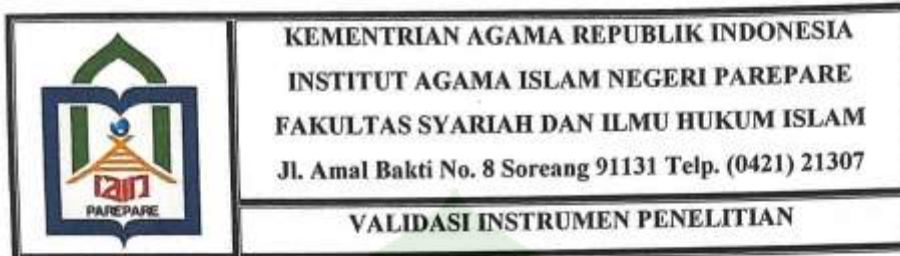 KEMENTRIAN AGAMA REPUBLIK INDONESIA
INSTITUT AGAMA ISLAM NEGERI PAREPARE
FAKULTAS SYARIAH DAN ILMU HUKUM ISLAM
Jl. Amal Bakti No. 8 Soreang 91131 Telp. (0421) 21307
VALIDASI INSTRUMEN PENELITIAN
iain
PAREPARE